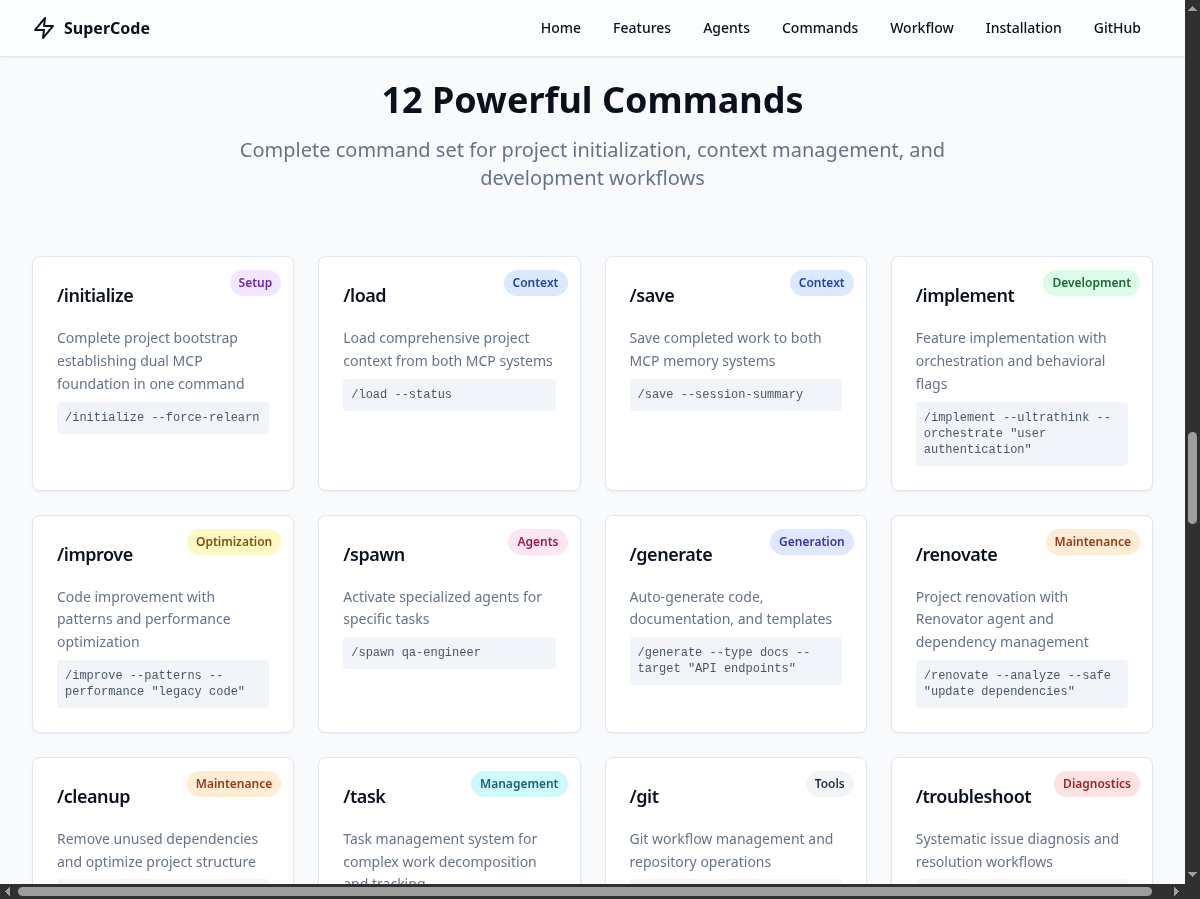 SuperCode
Home
Features
Agents
Commands
Workflow
Installation
GitHub
12 Powerful Commands
Complete command set for project initialization, context management, and
development workflows
Setup
/initialize
Complete project bootstrap
establishing dual MCP
foundation in one command
/initialize --force-relearn
Context
/load
Load comprehensive project
context from both MCP systems
/load --status
Context
/save
Save completed work to both
MCP memory systems
/save --session-summary
Development
/implement
Feature implementation with
orchestration and behavioral
flags
/implement --ultrathink --
orchestrate "user
authentication"
Optimization
/improve
Code improvement with
patterns and performance
optimization
/improve --patterns --
performance "legacy code"
Agents
/spawn
Activate specialized agents for
specific tasks
/spawn qa-engineer
Generation
/generate
Auto-generate code,
documentation, and templates
/generate --type docs --
target "API endpoints"
Maintenance
/renovate
Project renovation with
Renovator agent and
dependency management
/renovate --analyze --safe
"update dependencies"
Maintenance
/cleanup
Remove unused dependencies
and optimize project structure
Management
/task
Task management system for
complex work decomposition
and tracking
Tools
/git
Git workflow management and
repository operations
Diagnostics
/troubleshoot
Systematic issue diagnosis and
resolution workflows